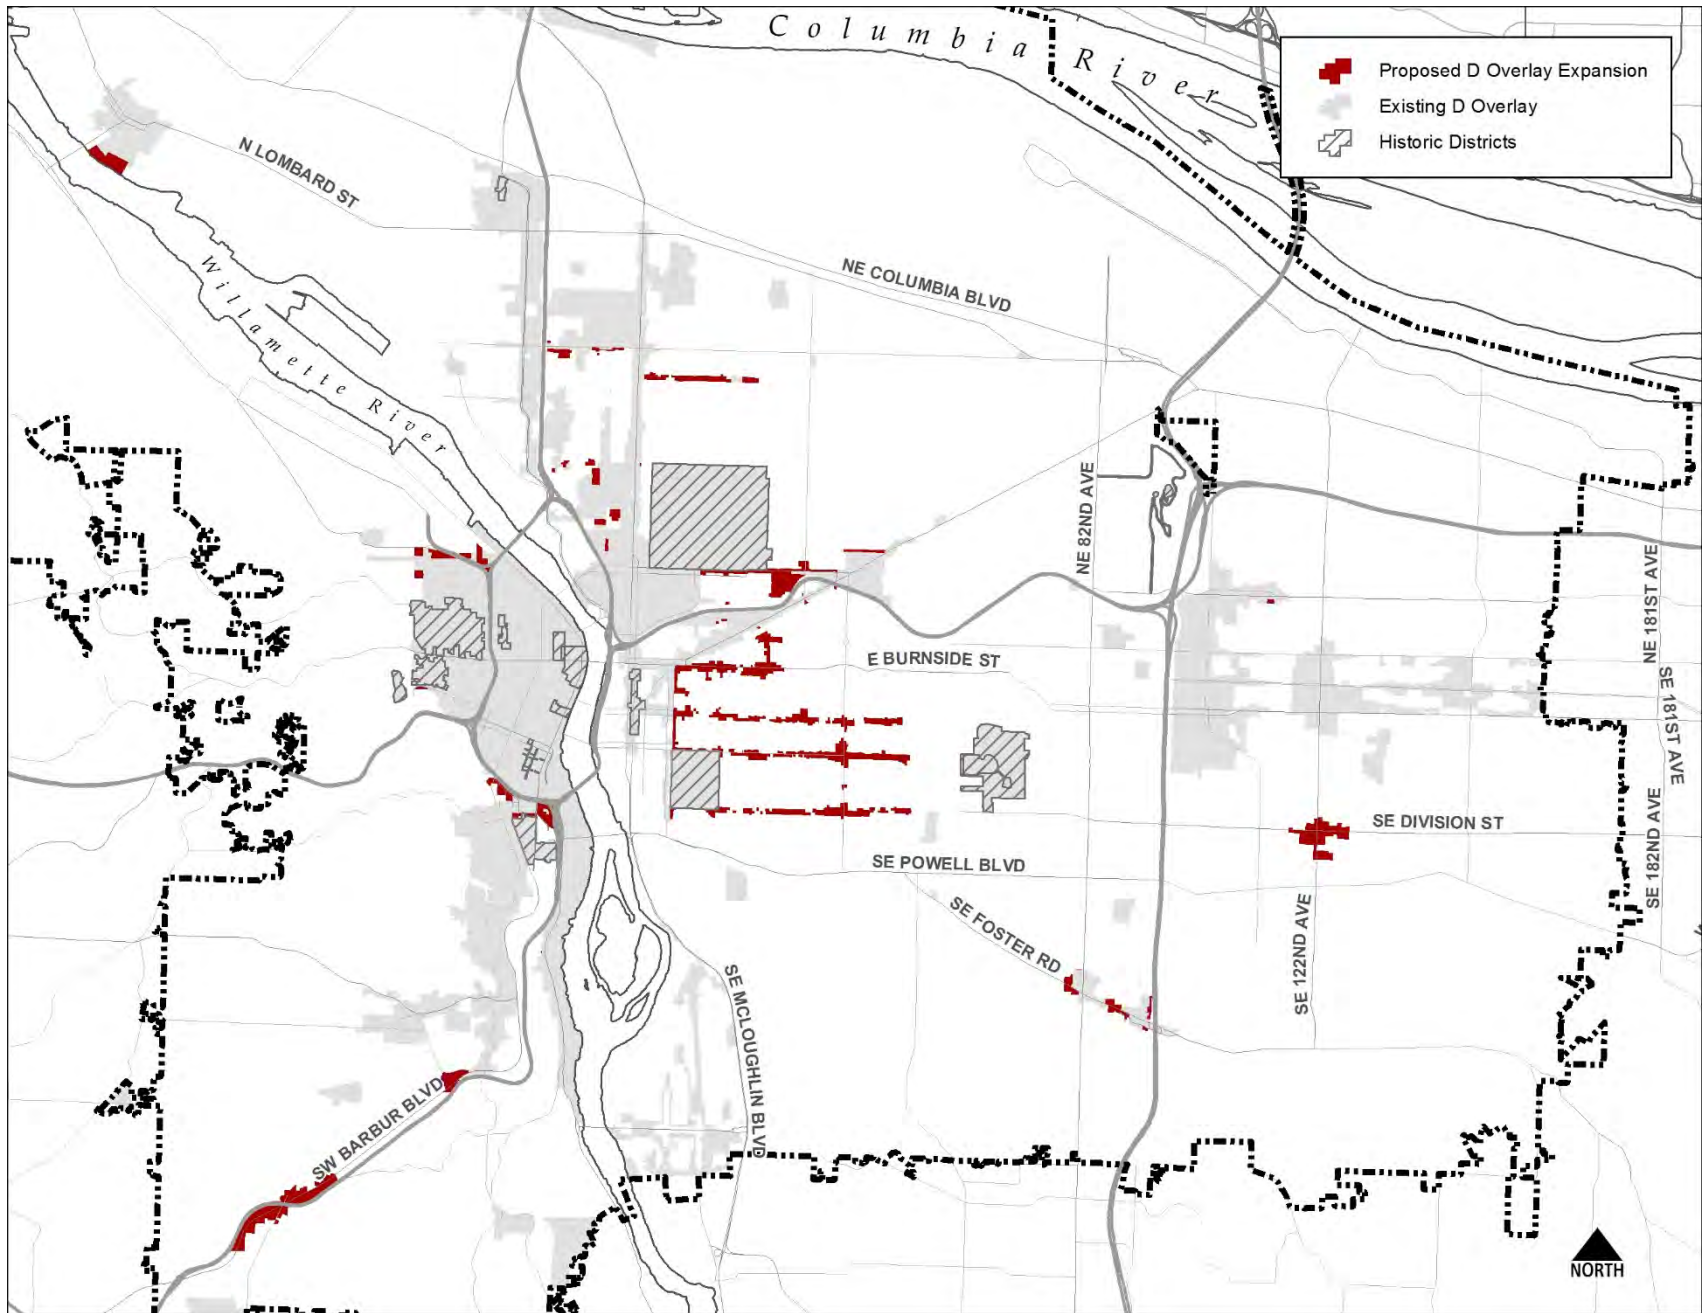 Columbia River
Proposed D Overlay Expansion
Existing D Overlay
Historic Districts
N LOMBARD ST
Willamette River
NE COLUMBIA BLVD
NE 82ND AVE
NE 181ST AVE
E BURNSIDE ST
SE 181ST AVE
SE DIVISION ST
SE 182ND AVE
SE POWELL BLVD
SE FOSTER RD
SE 122ND AVE
SE MCLOUGHLIN BLVD
SW BARBUR BLVD
NORTH